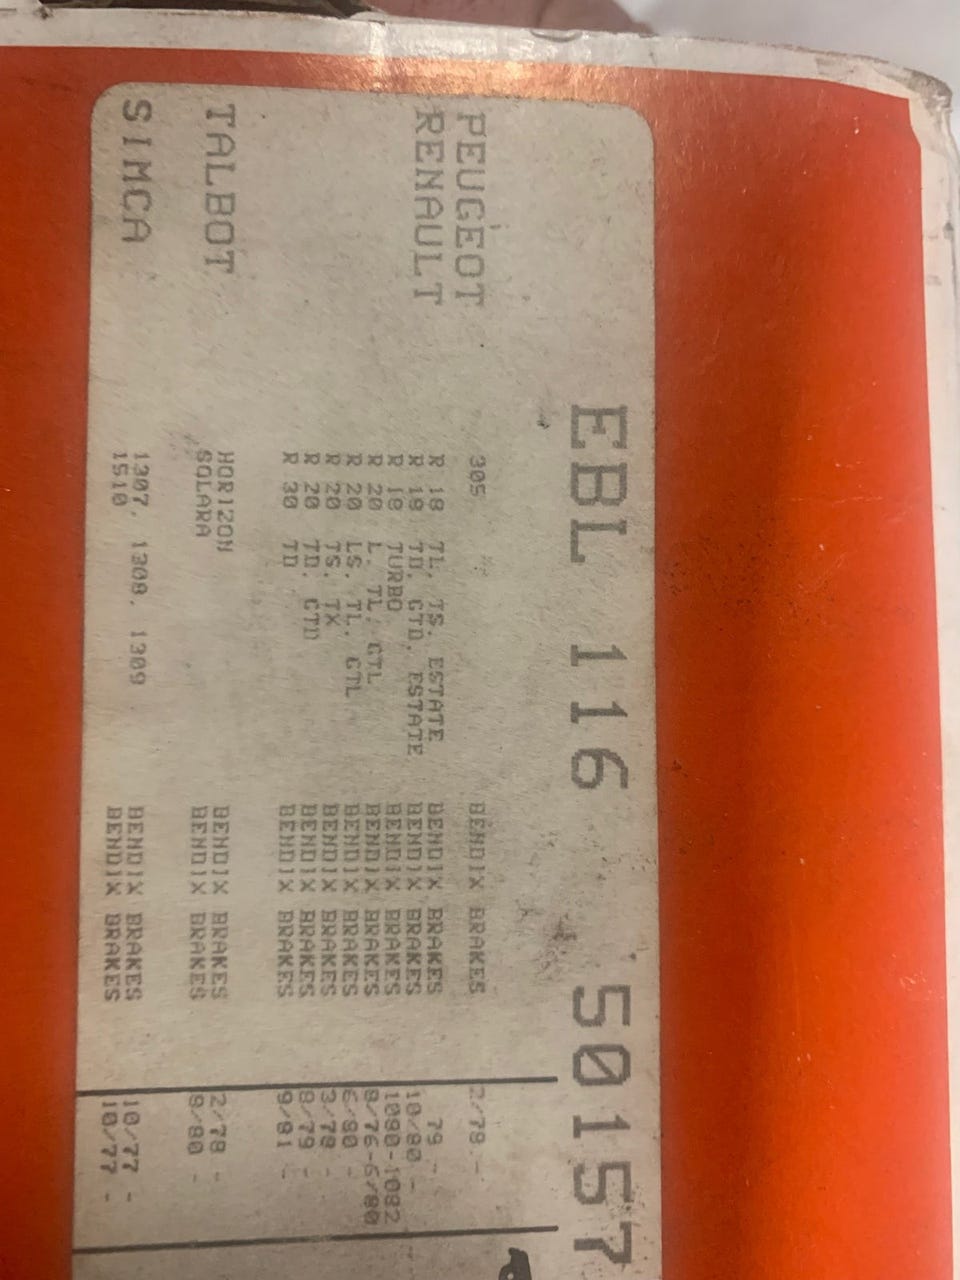 EBL 116 50157
PEUGEOT 305 BENDIX BRAKES 2/78 -
RENAULT R 18 TL, TS, ESTATE BENDIX BRAKES 79 -
R 18 TD, GTD, ESTATE BENDIX BRAKES 10/80 -
R 18 TURBO BENDIX BRAKES 1080-1082
R 20 L, TL, GTL BENDIX BRAKES 8/76-6/80
R 20 LS, TL, GTL BENDIX BRAKES 6/80 -
R 20 TS, TX BENDIX BRAKES 3/78 -
R 20 TD, GTD BENDIX BRAKES 8/79 -
R 30 TD BENDIX BRAKES 9/81 -
TALBOT HORIZON BENDIX BRAKES 2/78 -
SOLARA BENDIX BRAKES 8/80 -
SIMCA 1307, 1308, 1309 BENDIX BRAKES 10/77 -
1510 BENDIX BRAKES 10/77 -